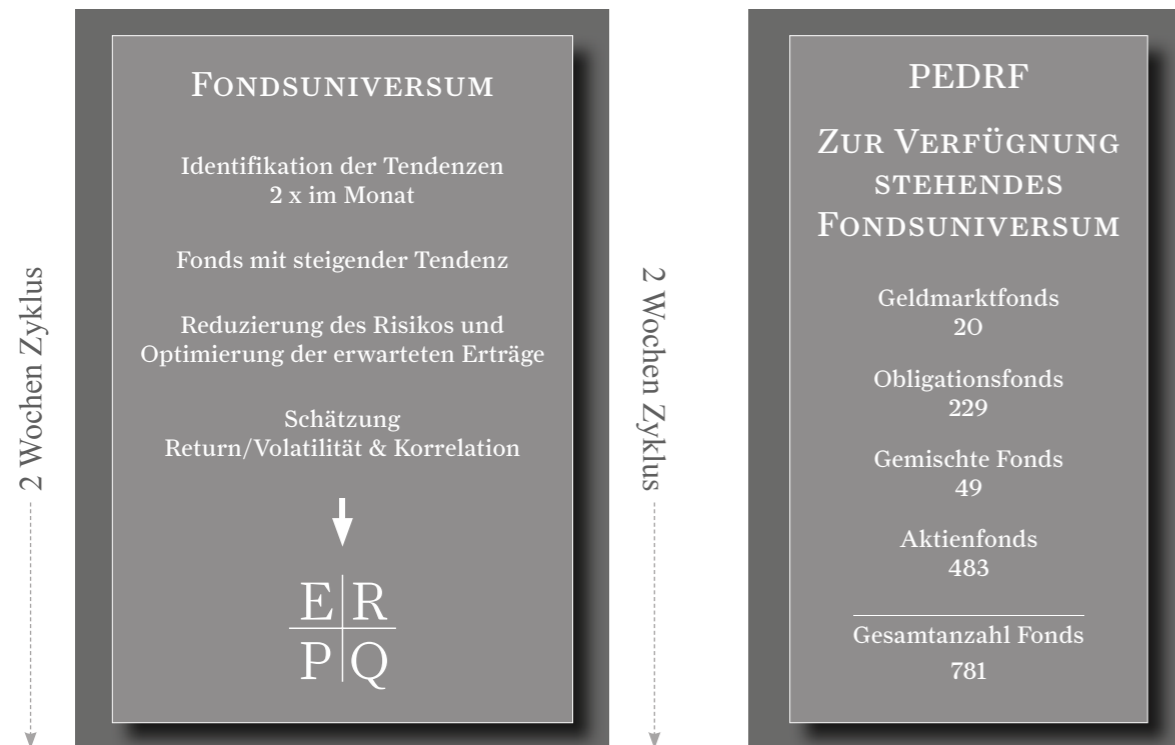 2 Wochen Zyklus
FONDSUNIVERSUM
Identifikation der Tendenzen
2 x im Monat
Fonds mit steigender Tendenz
Reduzierung des Risikos und
Optimierung der erwarteten Erträge
Schätzung
Return/Volatilität & Korrelation
E R
P Q
2 Wochen Zyklus
PEDRF
ZUR VERFÜGNUNG
STEHENDES
FONDSUNIVERSUM
Geldmarktfonds
20
Obligationsfonds
229
Gemischte Fonds
49
Aktienfonds
483
Gesamtanzahl Fonds
781